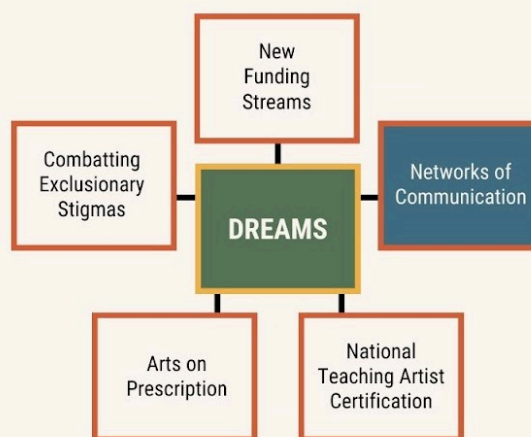 New
Funding
Streams
Combatting
Exclusionary
Stigmas
Networks of
Communication
DREAMS
Arts on
Prescription
National
Teaching Artist
Certification